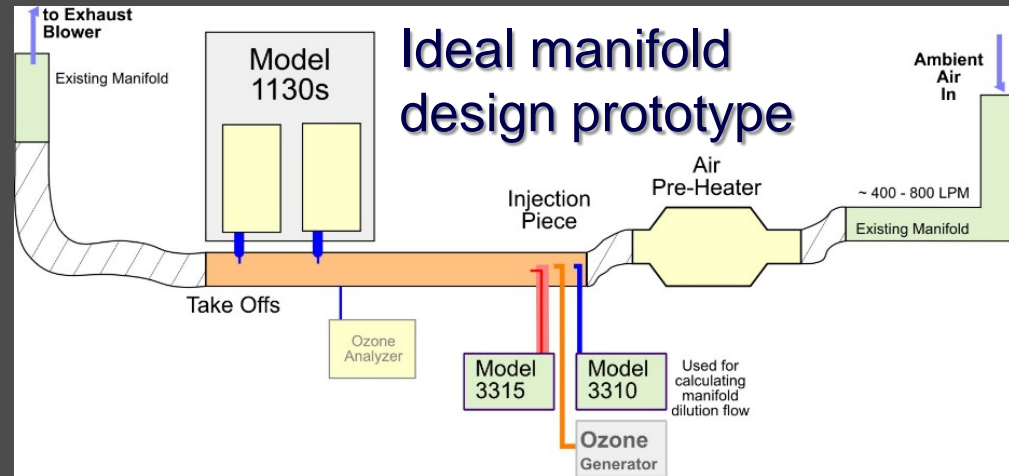 to Exhaust
Blower
Existing Manifold
Model
1130s
Ideal manifold
design prototype
Ambient
Air
In
Air
Pre-Heater
~ 400 - 800 LPM
Existing Manifold
Injection
Piece
Take Offs
Ozone
Analyzer
Model
3315
Model
3310
Used for
calculating
manifold
dilution flow
Ozone
Generator